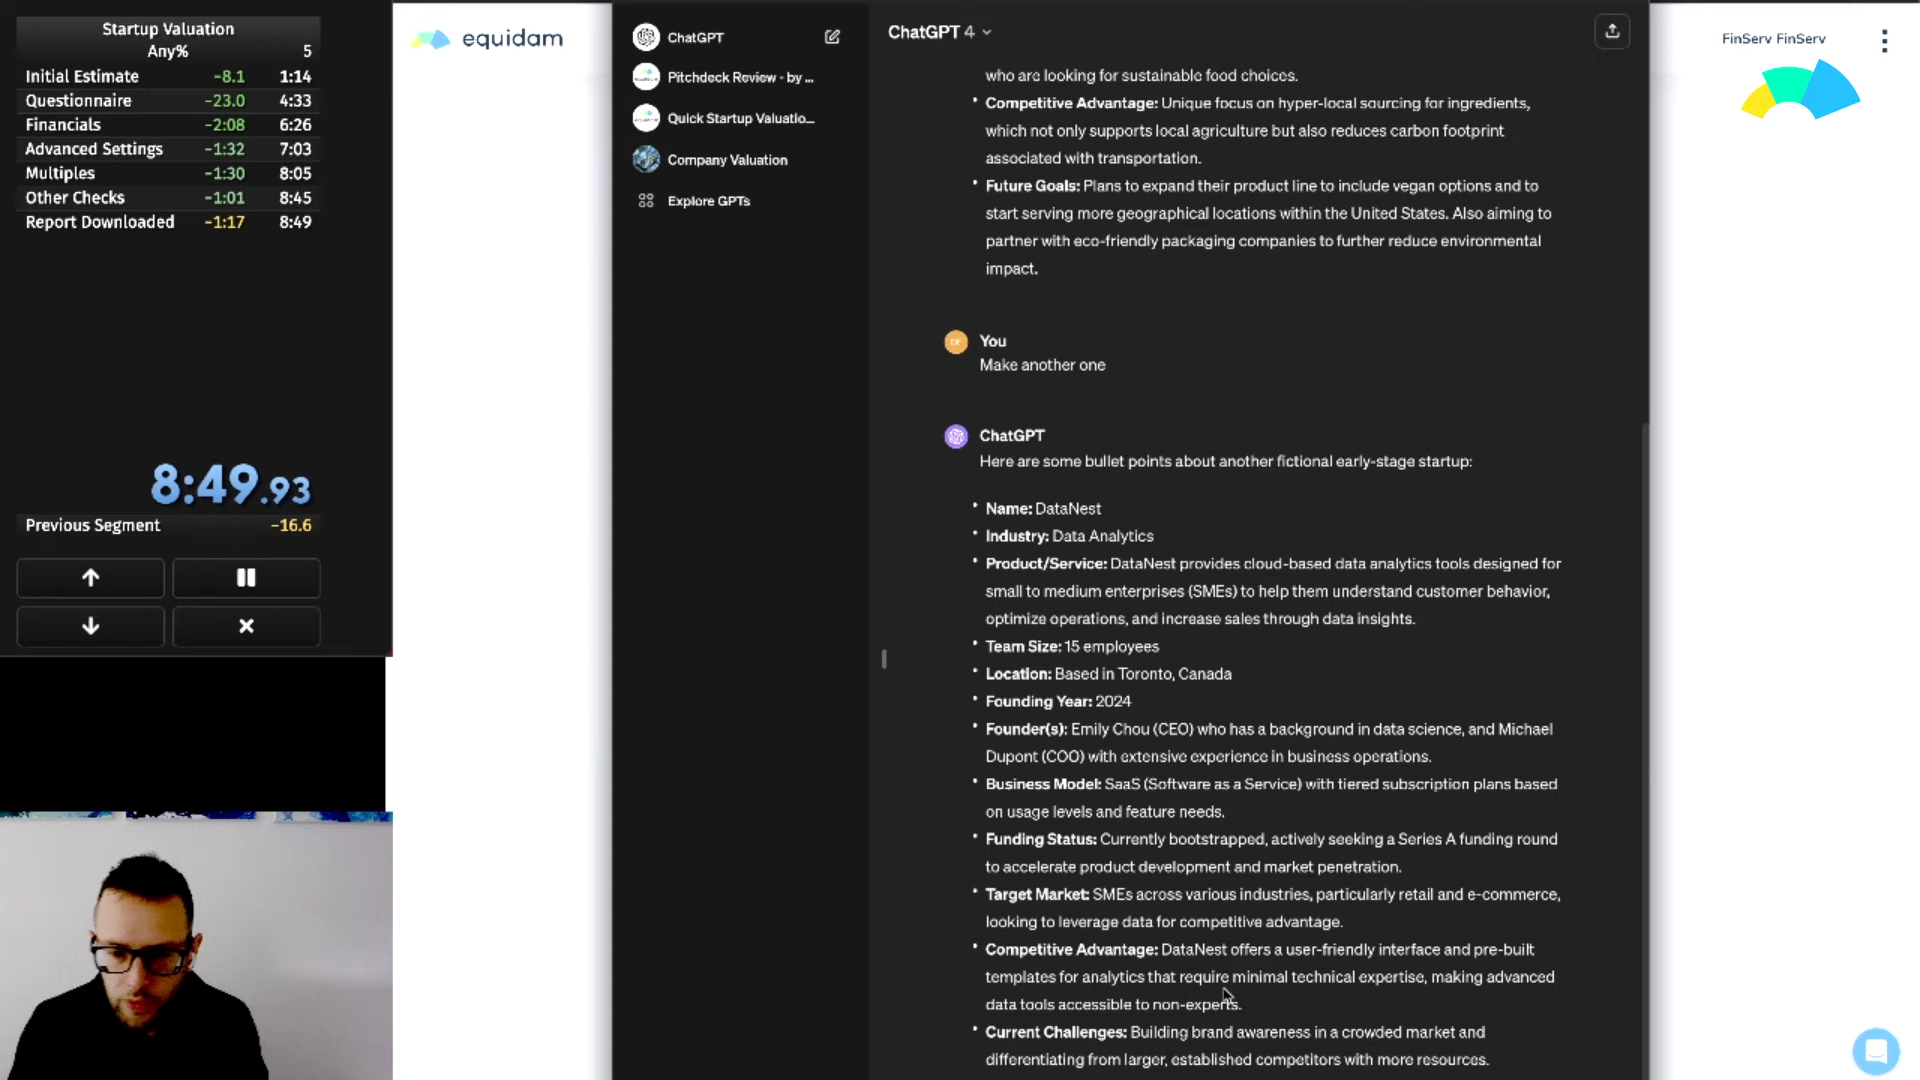 Startup Valuation
Any% 5
Initial Estimate -8.1 1:14
Questionnaire -23.0 4:33
Financials -2:08 6:26
Advanced Settings -1:32 7:03
Multiples -1:30 8:05
Other Checks -1:01 8:45
Report Downloaded -1:17 8:49
8:49.93
Previous Segment -16.6
equidam
ChatGPT
Pitchdeck Review - by ...
Quick Startup Valuatio...
Company Valuation
Explore GPTs
ChatGPT 4
who are looking for sustainable food choices.
• Competitive Advantage: Unique focus on hyper-local sourcing for ingredients,
which not only supports local agriculture but also reduces carbon footprint
associated with transportation.
• Future Goals: Plans to expand their product line to include vegan options and to
start serving more geographical locations within the United States. Also aiming to
partner with eco-friendly packaging companies to further reduce environmental
impact.
DF
You
Make another one
ChatGPT
Here are some bullet points about another fictional early-stage startup:
• Name: DataNest
• Industry: Data Analytics
• Product/Service: DataNest provides cloud-based data analytics tools designed for
small to medium enterprises (SMEs) to help them understand customer behavior,
optimize operations, and increase sales through data insights.
• Team Size: 15 employees
• Location: Based in Toronto, Canada
• Founding Year: 2024
• Founder(s): Emily Chou (CEO) who has a background in data science, and Michael
Dupont (COO) with extensive experience in business operations.
• Business Model: SaaS (Software as a Service) with tiered subscription plans based
on usage levels and feature needs.
• Funding Status: Currently bootstrapped, actively seeking a Series A funding round
to accelerate product development and market penetration.
• Target Market: SMEs across various industries, particularly retail and e-commerce,
looking to leverage data for competitive advantage.
• Competitive Advantage: DataNest offers a user-friendly interface and pre-built
templates for analytics that require minimal technical expertise, making advanced
data tools accessible to non-experts.
• Current Challenges: Building brand awareness in a crowded market and
differentiating from larger, established competitors with more resources.
FinServ FinServ